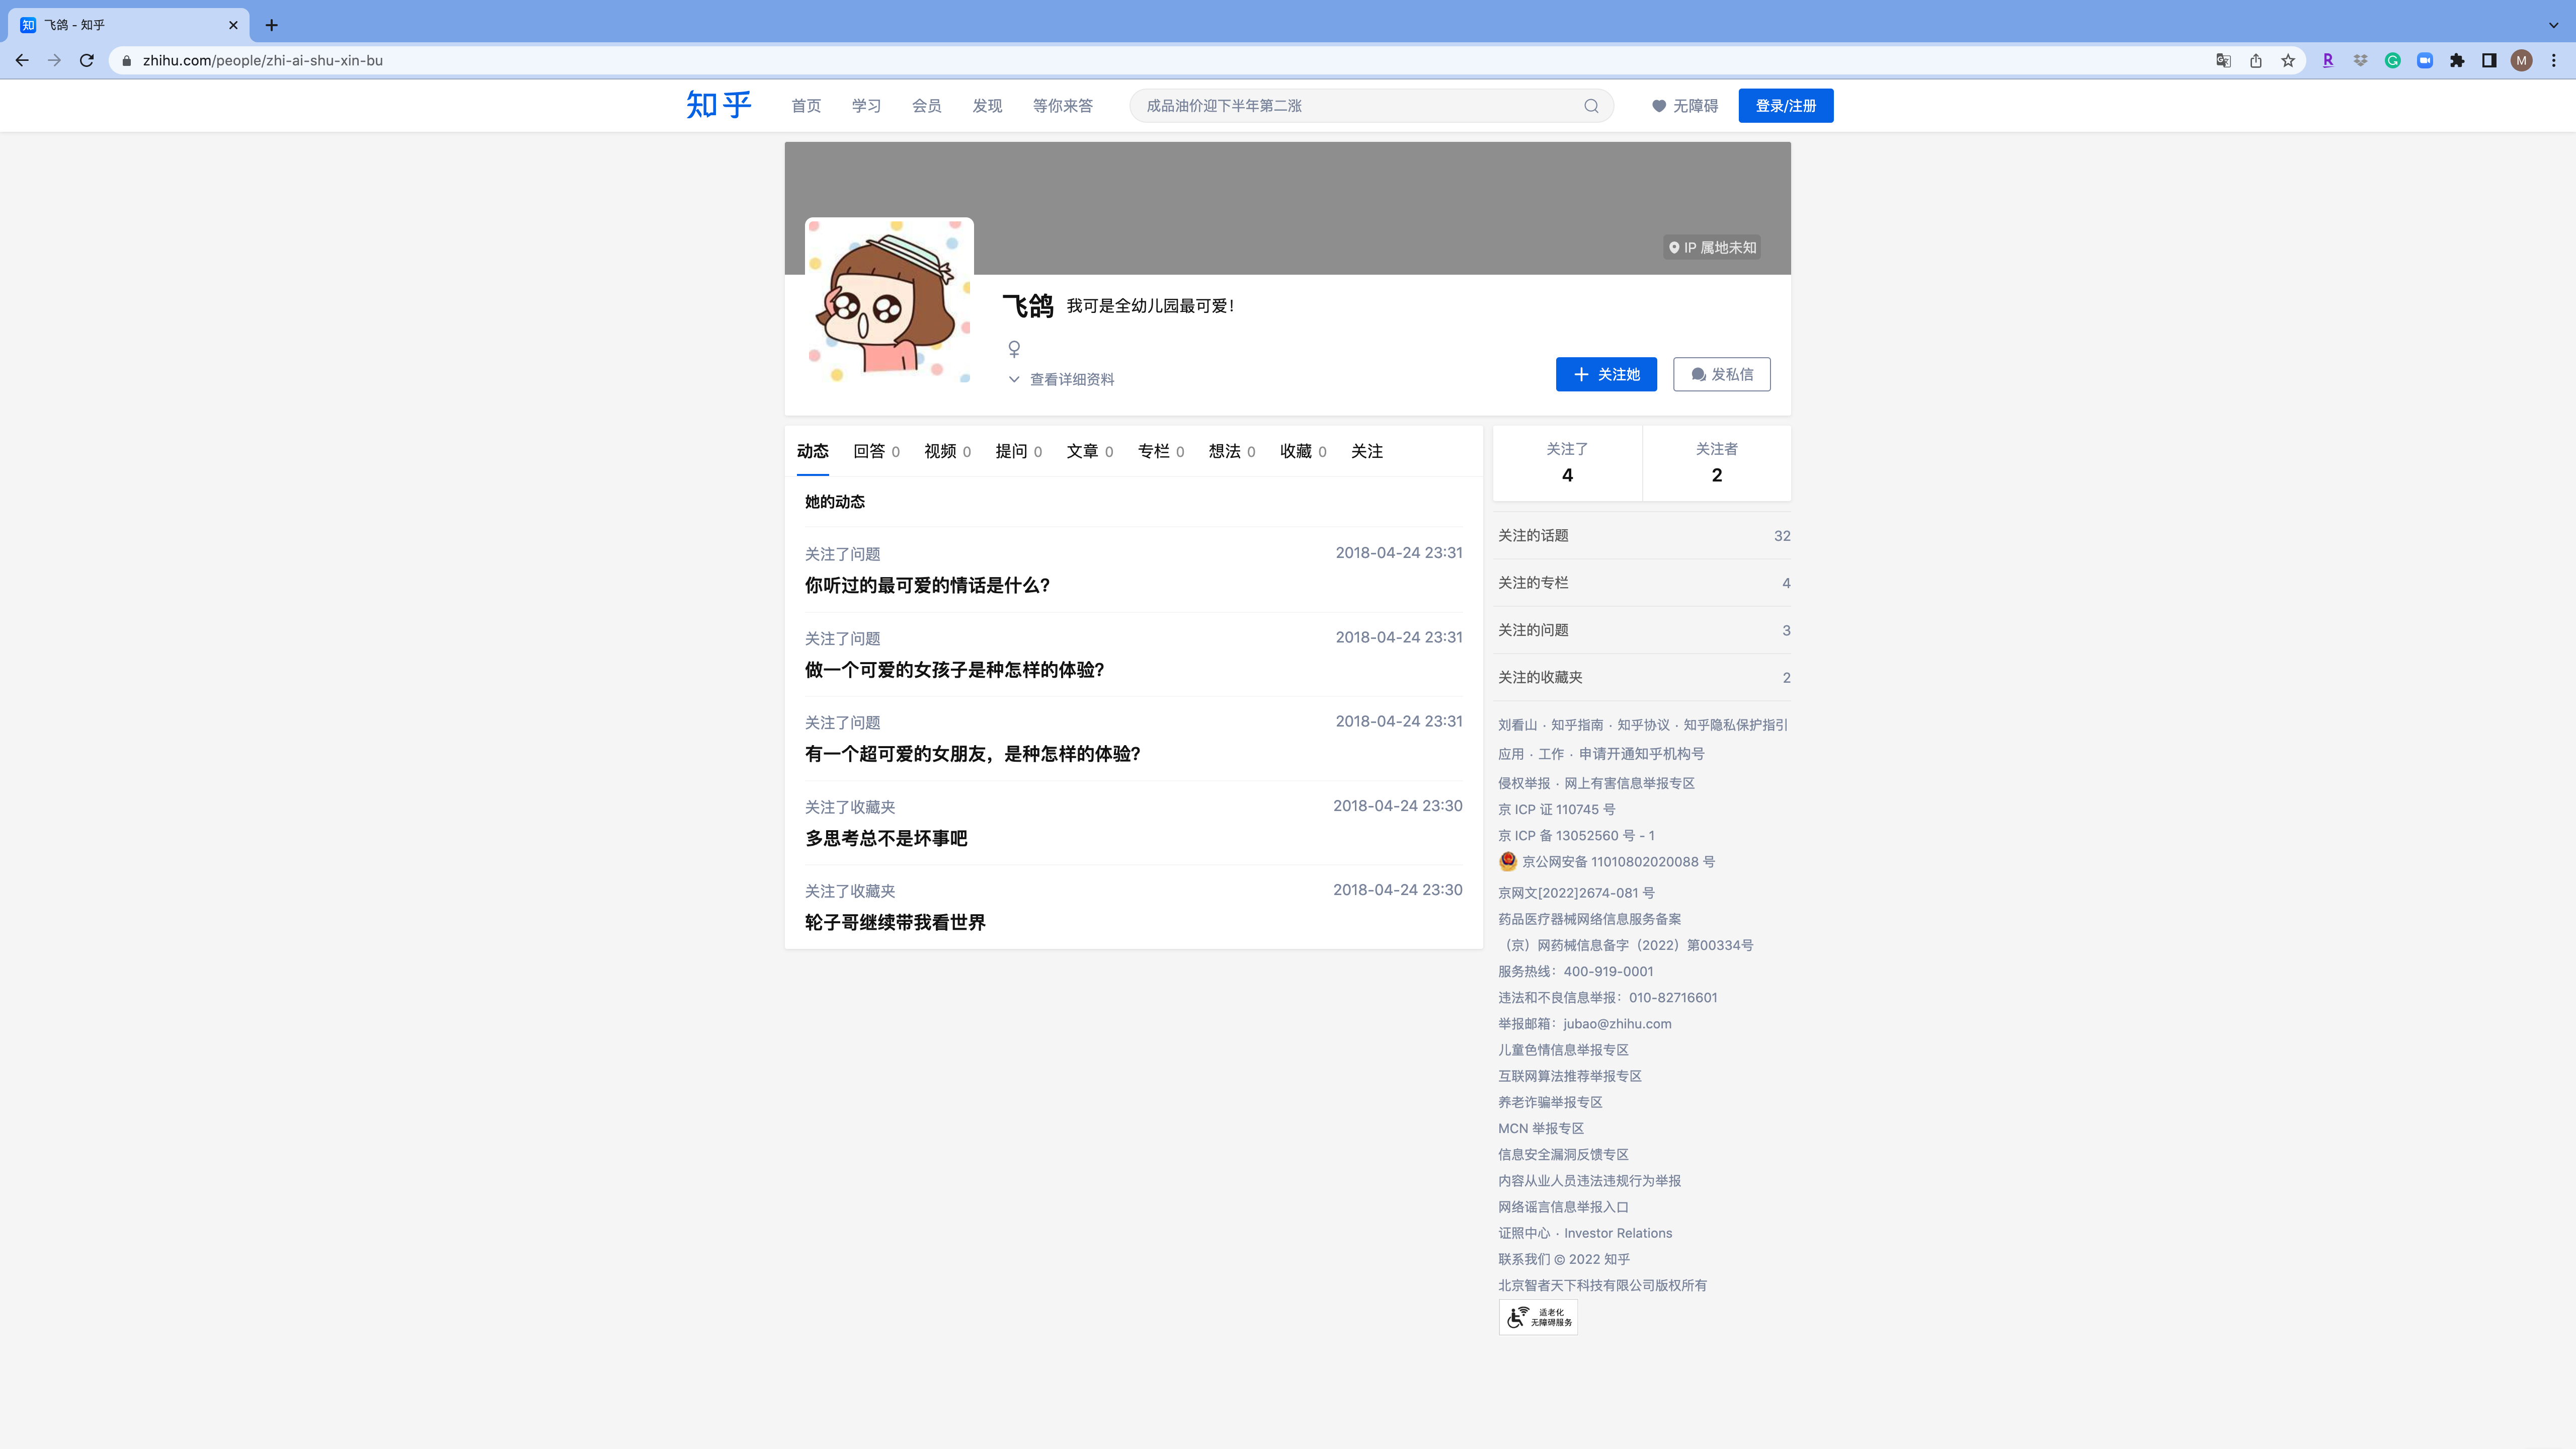 知 飞鸽 - 知乎
zhihu.com/people/zhi-ai-shu-xin-bu
R
M
知乎 首页 学习 会员 发现 等你来答 成品油价迎下半年第二涨 无障碍 登录/注册
IP 属地未知
飞鸽 我可是全幼儿园最可爱!
查看详细资料
关注她 发私信
动态 回答 0 视频 0 提问 0 文章 0 专栏 0 想法 0 收藏 0 关注
她的动态
关注了问题 2018-04-24 23:31
你听过的最可爱的情话是什么?
关注了问题 2018-04-24 23:31
做一个可爱的女孩子是种怎样的体验?
关注了问题 2018-04-24 23:31
有一个超可爱的女朋友，是种怎样的体验?
关注了收藏夹 2018-04-24 23:30
多思考总不是坏事吧
关注了收藏夹 2018-04-24 23:30
轮子哥继续带我看世界
关注了 关注者
4 2
关注的话题 32
关注的专栏 4
关注的问题 3
关注的收藏夹 2
刘看山 · 知乎指南 · 知乎协议 · 知乎隐私保护指引
应用 · 工作 · 申请开通知乎机构号
侵权举报 · 网上有害信息举报专区
京 ICP 证 110745 号
京 ICP 备 13052560 号 - 1
京公网安备 11010802020088 号
京网文[2022]2674-081 号
药品医疗器械网络信息服务备案
（京）网药械信息备字（2022）第00334号
服务热线：400-919-0001
违法和不良信息举报：010-82716601
举报邮箱：jubao@zhihu.com
儿童色情信息举报专区
互联网算法推荐举报专区
养老诈骗举报专区
MCN 举报专区
信息安全漏洞反馈专区
内容从业人员违法违规行为举报
网络谣言信息举报入口
证照中心 · Investor Relations
联系我们 © 2022 知乎
北京智者天下科技有限公司版权所有
适老化
无障碍服务